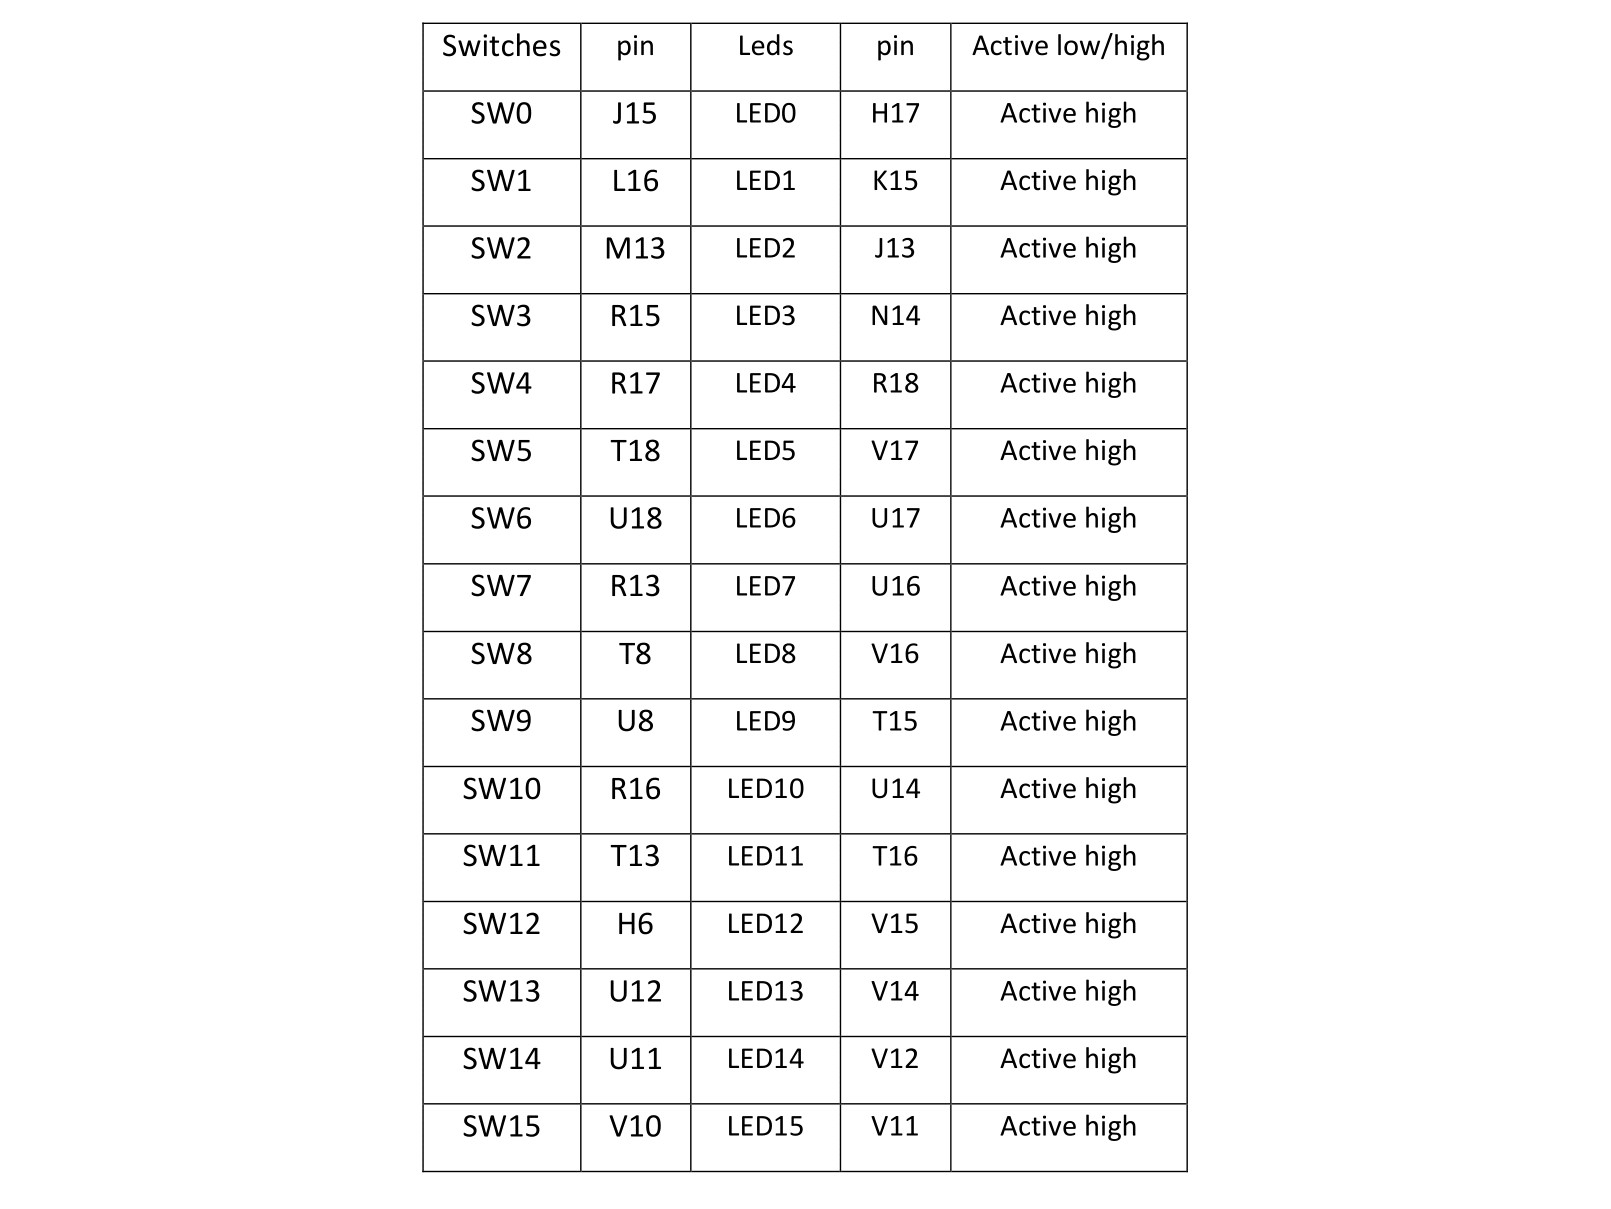 Switches pin Leds pin Active low/high
SW0 J15 LED0 H17 Active high
SW1 L16 LED1 K15 Active high
SW2 M13 LED2 J13 Active high
SW3 R15 LED3 N14 Active high
SW4 R17 LED4 R18 Active high
SW5 T18 LED5 V17 Active high
SW6 U18 LED6 U17 Active high
SW7 R13 LED7 U16 Active high
SW8 T8 LED8 V16 Active high
SW9 U8 LED9 T15 Active high
SW10 R16 LED10 U14 Active high
SW11 T13 LED11 T16 Active high
SW12 H6 LED12 V15 Active high
SW13 U12 LED13 V14 Active high
SW14 U11 LED14 V12 Active high
SW15 V10 LED15 V11 Active high